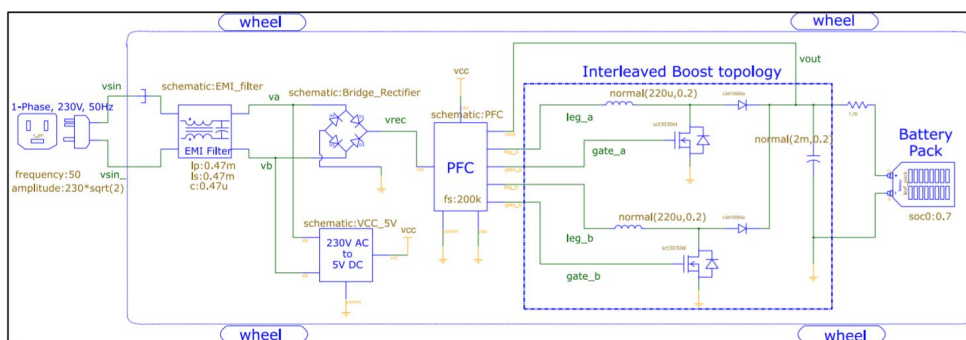 wheel
wheel
vout
Interleaved Boost topology
vcc
vsin
schematic:EMI_filter
va
schematic:Bridge_Rectifier
1-Phase, 230V, 50Hz
schematic:PFC
normal(220u,0.2)
leg_a
vrec
PFC
gate_a
normal(2m,0.2)
Battery
Pack
EMI Filter
vb
lp:0.47m
ls:0.47m
c:0.47u
frequency:50
vsin_
amplitude:230*sqrt(2)
fs:200k
soc0:0.7
normal(220u,0.2)
schematic:VCC_5V
vcc
230V AC
to
5V DC
leg_b
gate_b
wheel
wheel